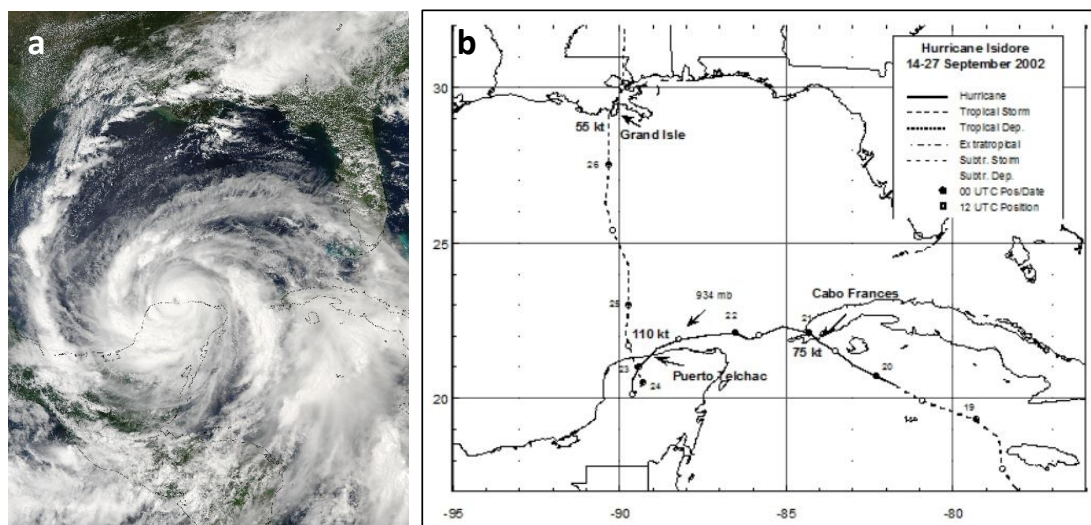 a
b
Hurricane Isidore
14-27 September 2002
Hurricane
Tropical Storm
Tropical Dep.
Extratropical
Subtr. Storm
Subtr. Dep.
00 UTC Pos/Date
12 UTC Position
30
25
20
-95
-90
-85
-80
55 kt
Grand Isle
26
25
934 mb
22
110 kt
23
24
Puerto Telchac
Cabo Frances
21
75 kt
20
19